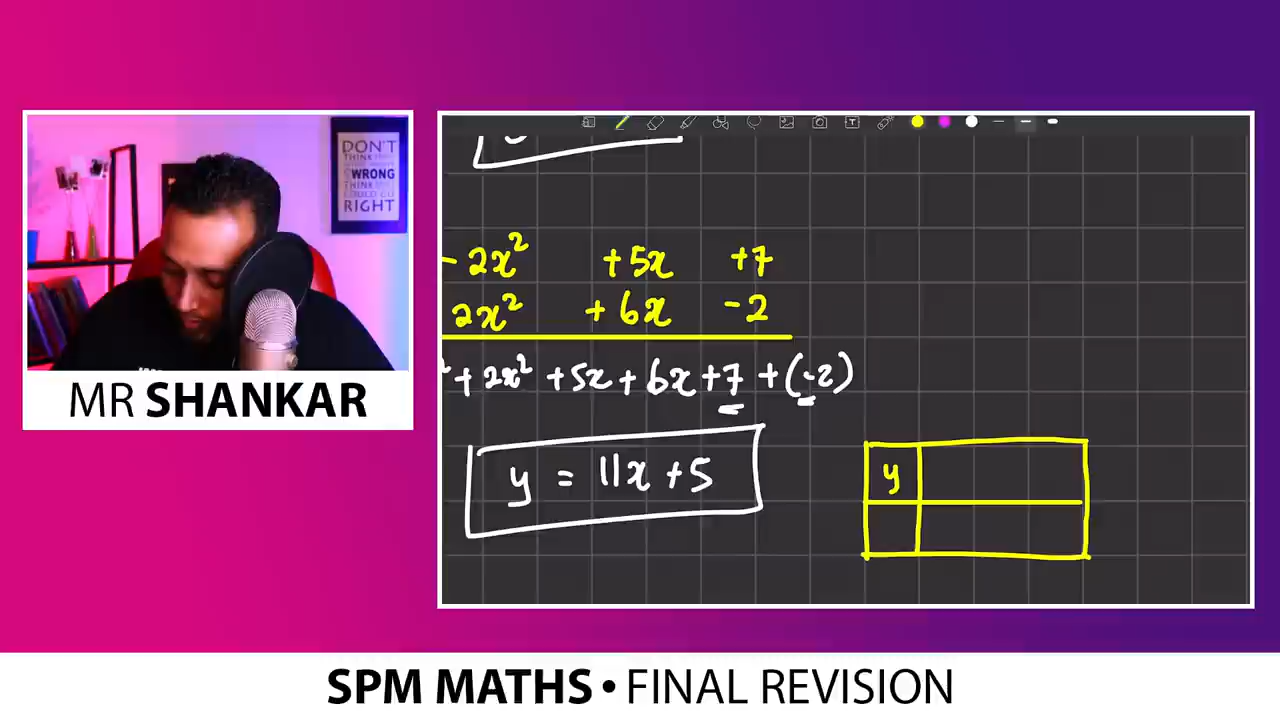 DON'T
THINK
WRONG
THINK
RIGHT
- 2x² +5x +7
2x² + 6x -2
² + 2x² + 5x + 6x + 7 + (-2)
y = 11x + 5
y
MR SHANKAR
SPM MATHS • FINAL REVISION